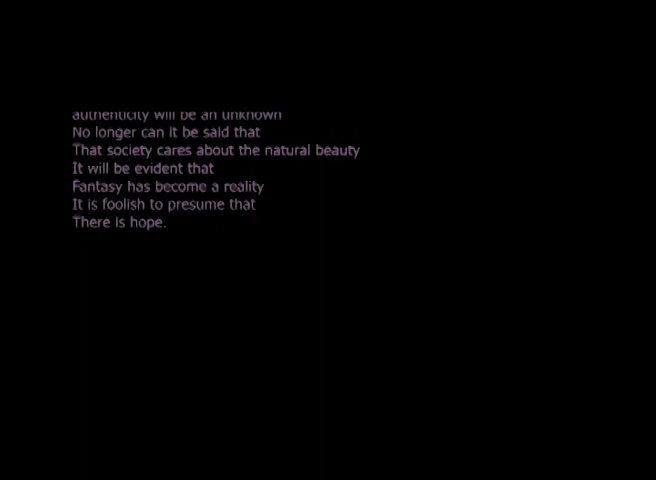 authenticity will be an unknown
No longer can it be said that
That society cares about the natural beauty
It will be evident that
Fantasy has become a reality
It is foolish to presume that
There is hope.